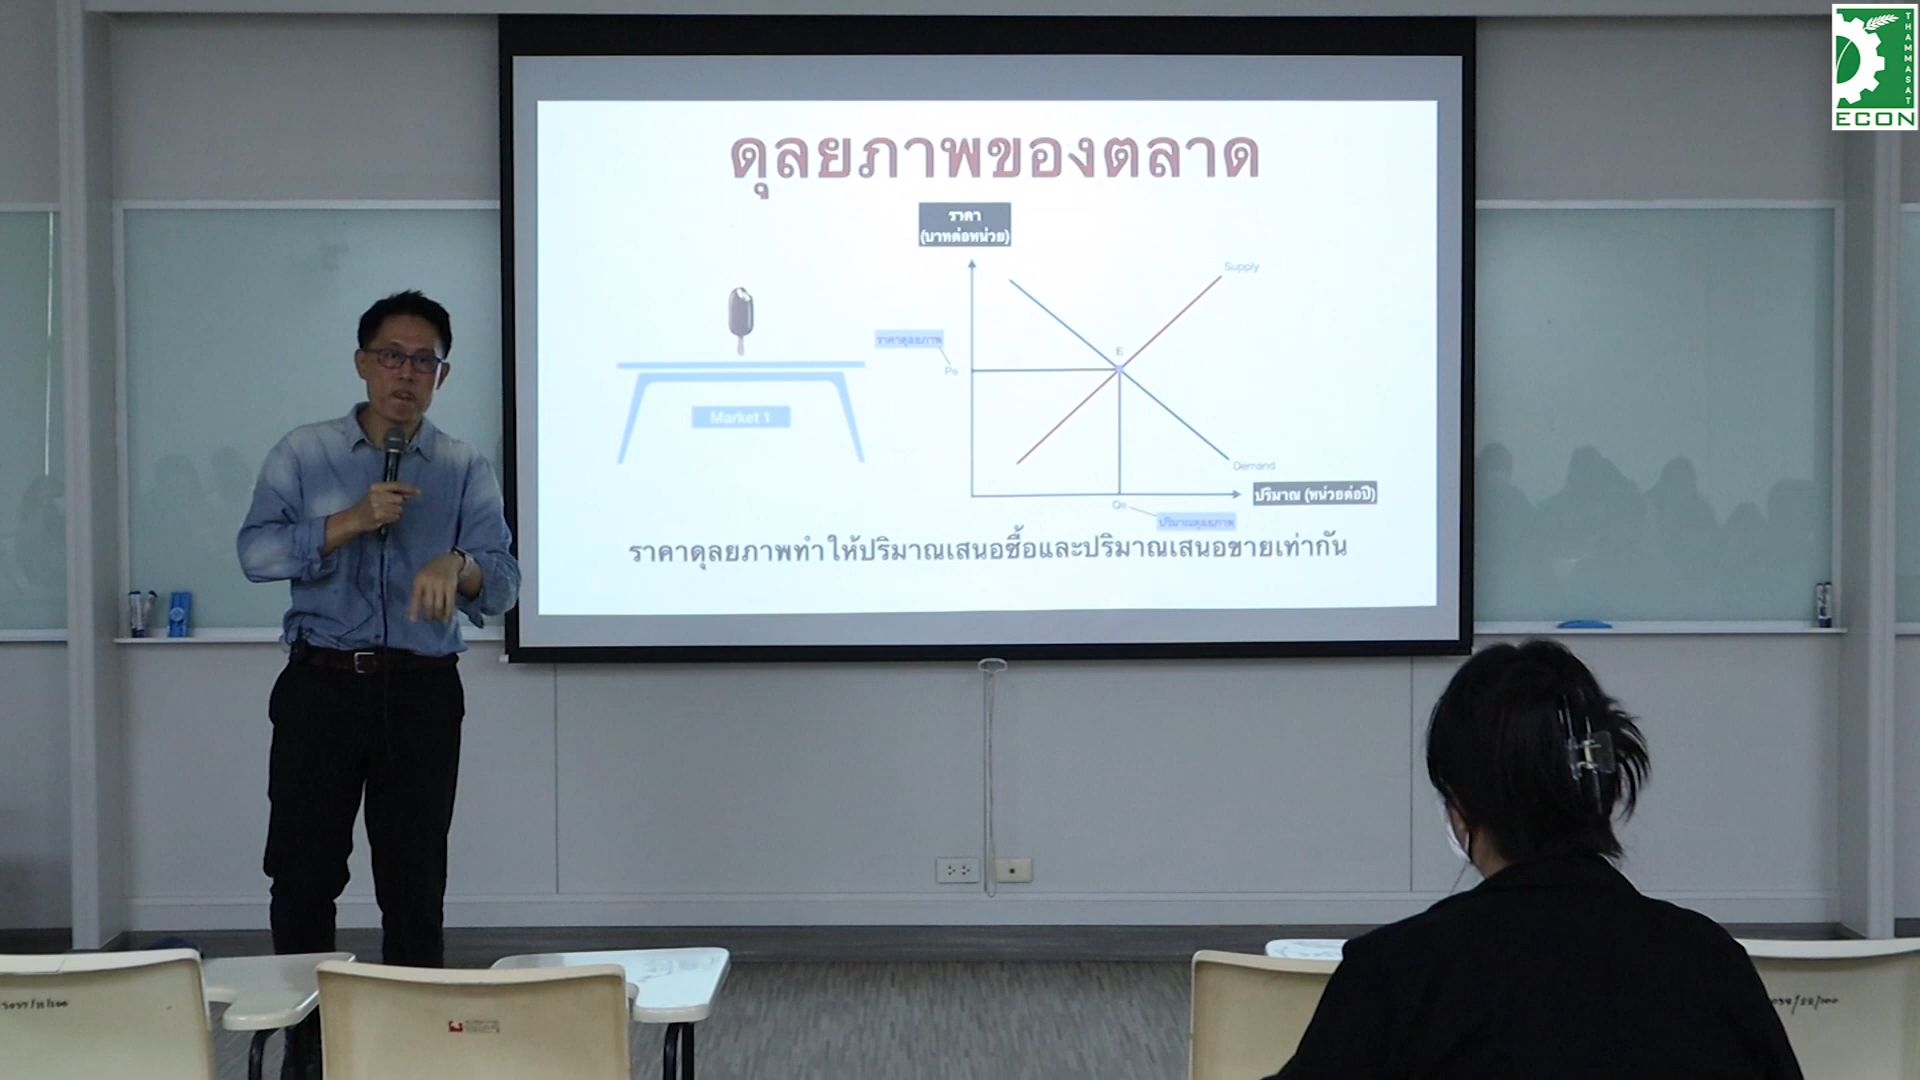 ดุลยภาพของตลาด
ราคา
(บาทต่อหน่วย)
Supply
ราคาดุลยภาพ
E
Pe
Market 1
Demand
ปริมาณ (หน่วยต่อปี)
Qe
ปริมาณดุลยภาพ
ราคาดุลยภาพทำให้ปริมาณเสนอซื้อและปริมาณเสนอขายเท่ากัน
THAMMASAT
ECON